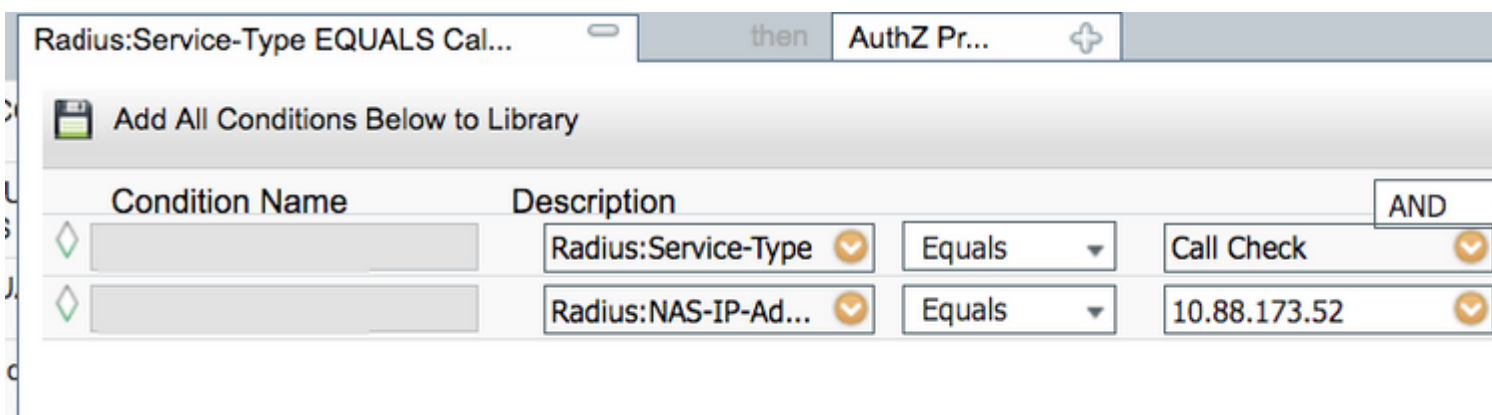 Radius:Service-Type EQUALS Cal... then AuthZ Pr...
Add All Conditions Below to Library
Condition Name Description AND
Radius:Service-Type Equals Call Check
Radius:NAS-IP-Ad... Equals 10.88.173.52